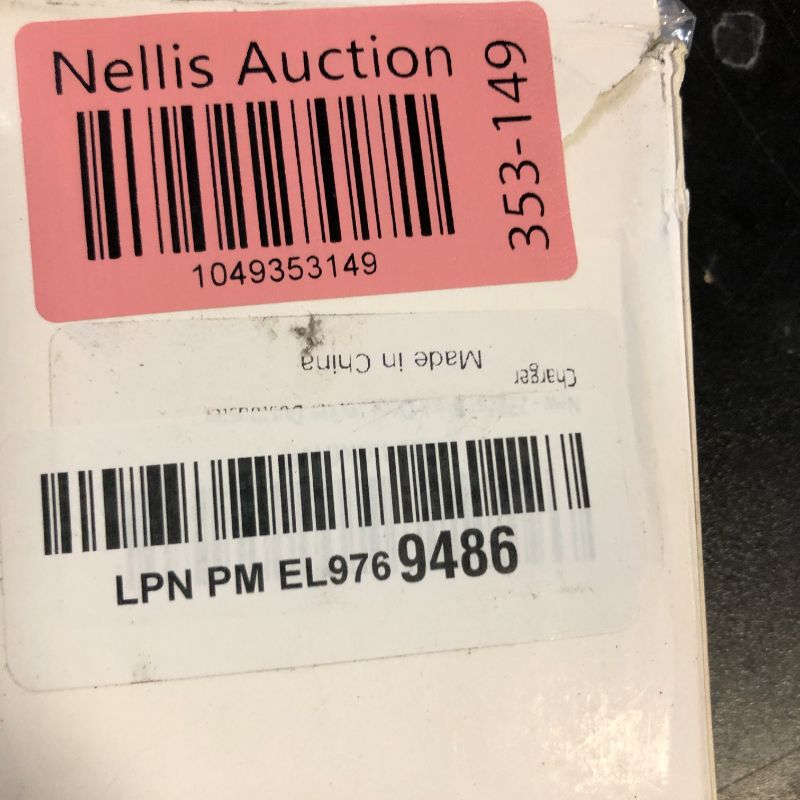 Nellis Auction
353-149
1049353149
Charger
Made in China
LPN PM EL976 9486